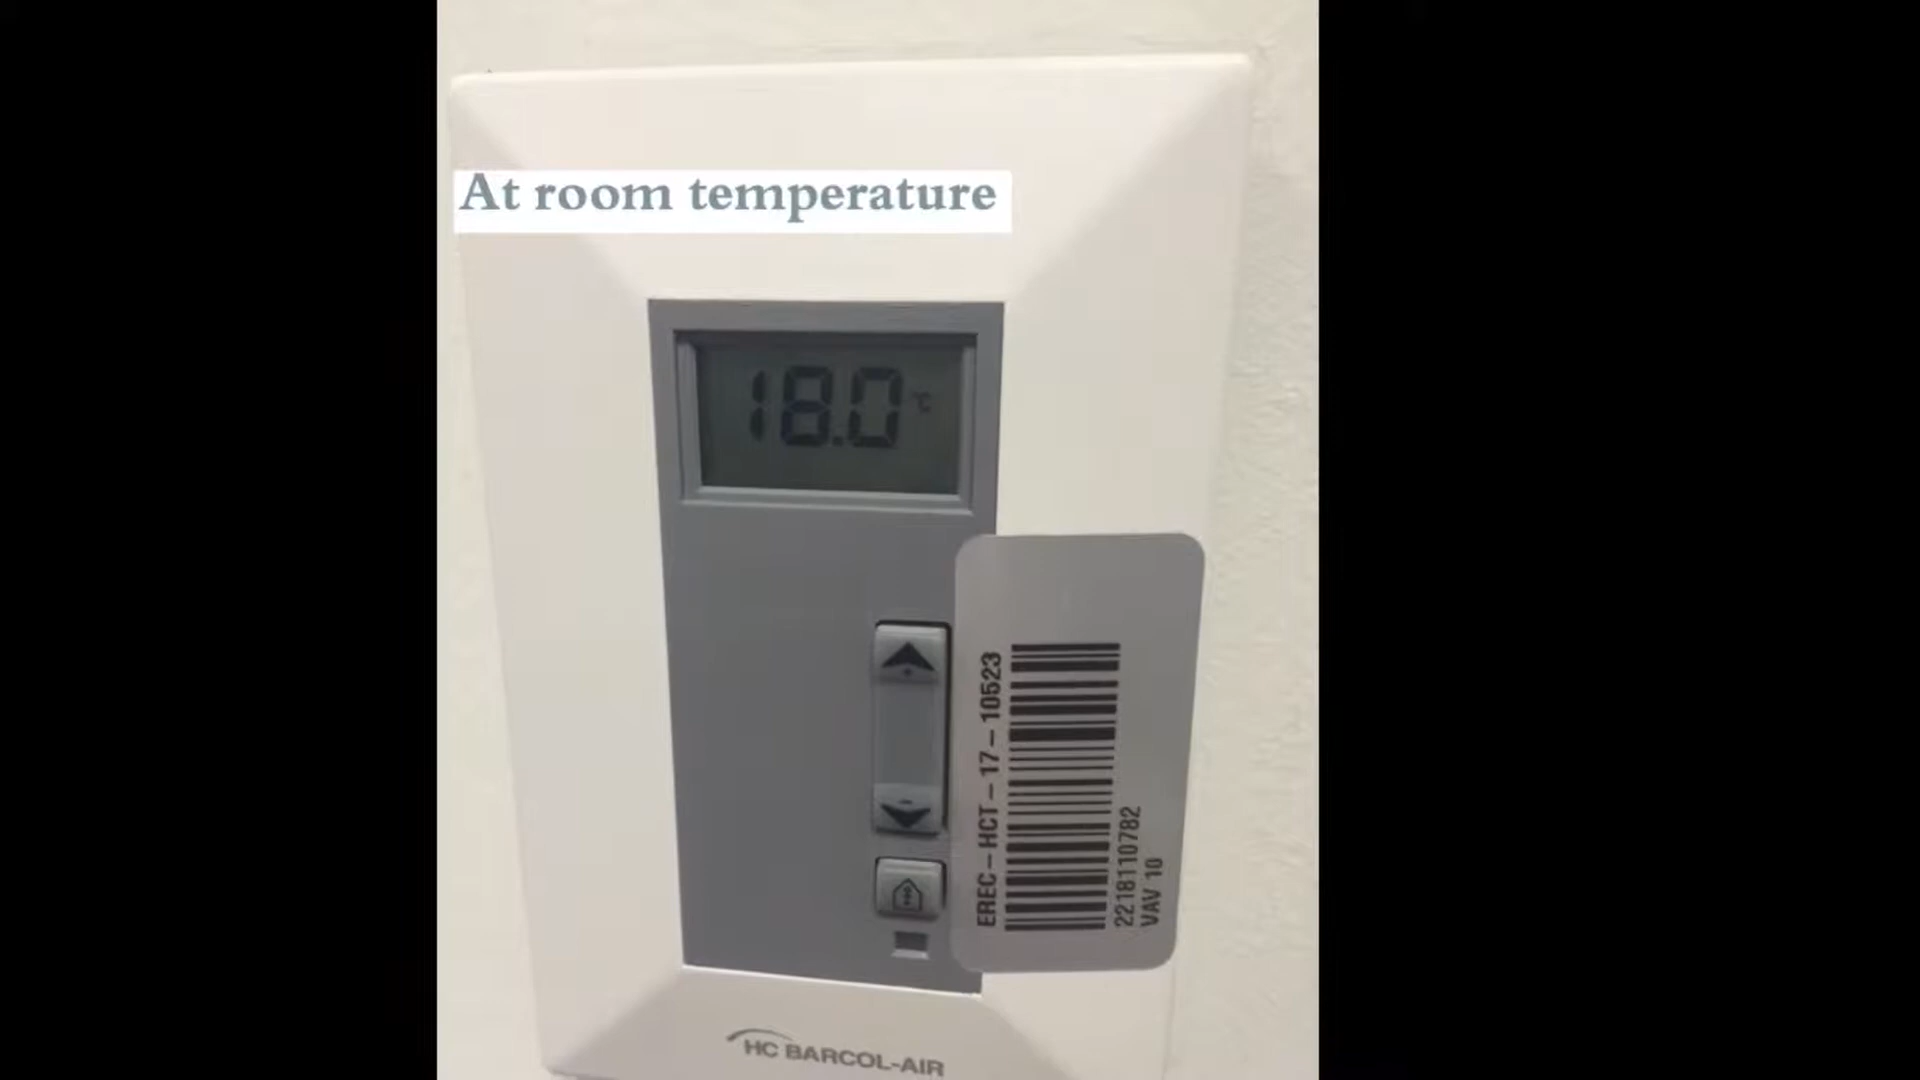 At room temperature
18.0 °C
EREC-HCT-17-10523
2218110782
VAV 10
HC BARCOL-AIR